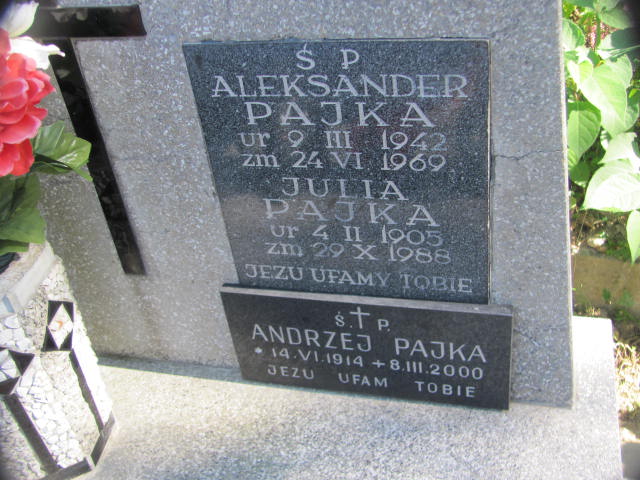 Ś P
ALEKSANDER
PAJKA
ur 9 III 1942
zm 24 VI 1969
JULIA
PAJKA
ur 4 II 1905
zm 29 X 1988
JEZU UFAMY TOBIE
Ś. † P.
ANDRZEJ PAJKA
* 14.VI.1914 + 8.III.2000
JEZU UFAM TOBIE